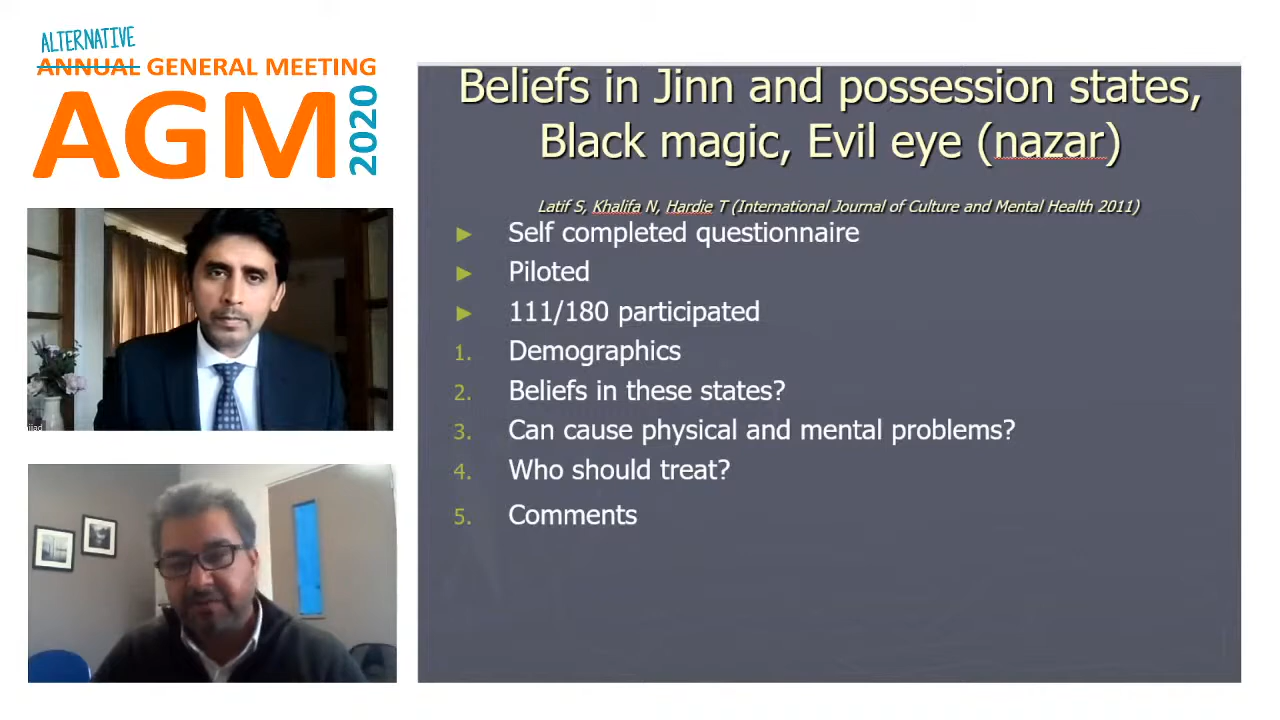 ALTERNATIVE
ANNUAL GENERAL MEETING
AGM 2020
Beliefs in Jinn and possession states,
Black magic, Evil eye (nazar)
Latif S, Khalifa N, Hardie T (International Journal of Culture and Mental Health 2011)
► Self completed questionnaire
► Piloted
► 111/180 participated
1. Demographics
2. Beliefs in these states?
3. Can cause physical and mental problems?
4. Who should treat?
5. Comments